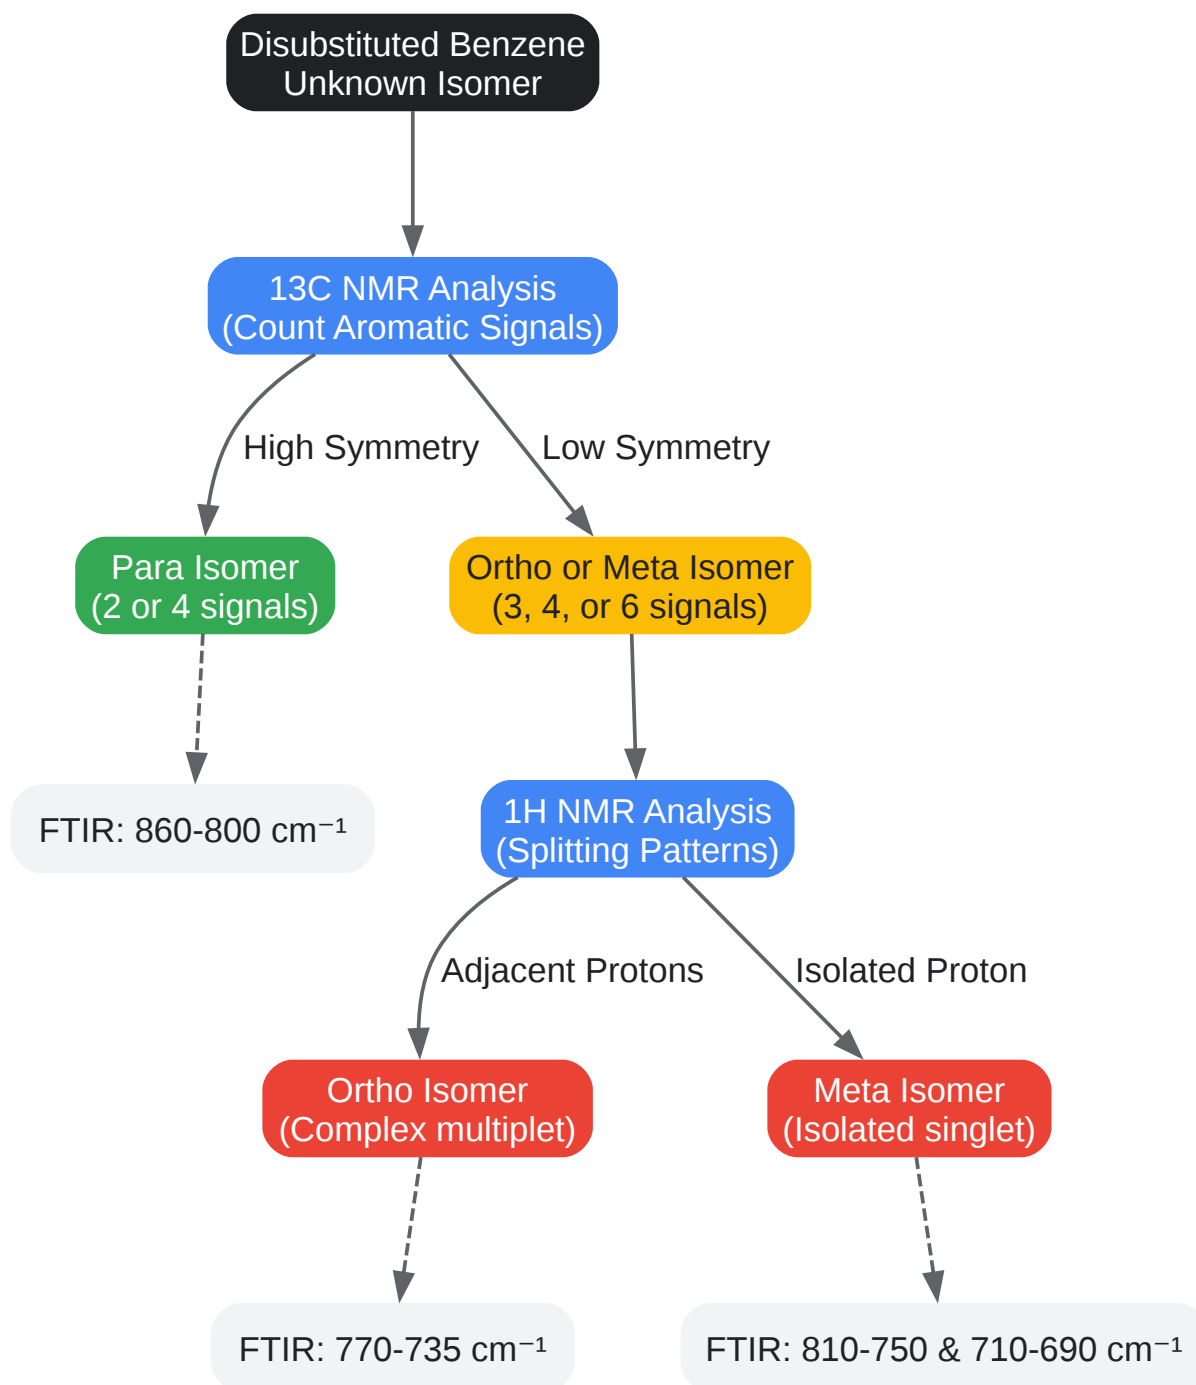 Disubstituted Benzene
Unknown Isomer
13C NMR Analysis
(Count Aromatic Signals)
High Symmetry
Low Symmetry
Para Isomer
(2 or 4 signals)
Ortho or Meta Isomer
(3, 4, or 6 signals)
FTIR: 860-800 cm⁻¹
1H NMR Analysis
(Splitting Patterns)
Adjacent Protons
Isolated Proton
Ortho Isomer
(Complex multiplet)
Meta Isomer
(Isolated singlet)
FTIR: 770-735 cm⁻¹
FTIR: 810-750 & 710-690 cm⁻¹